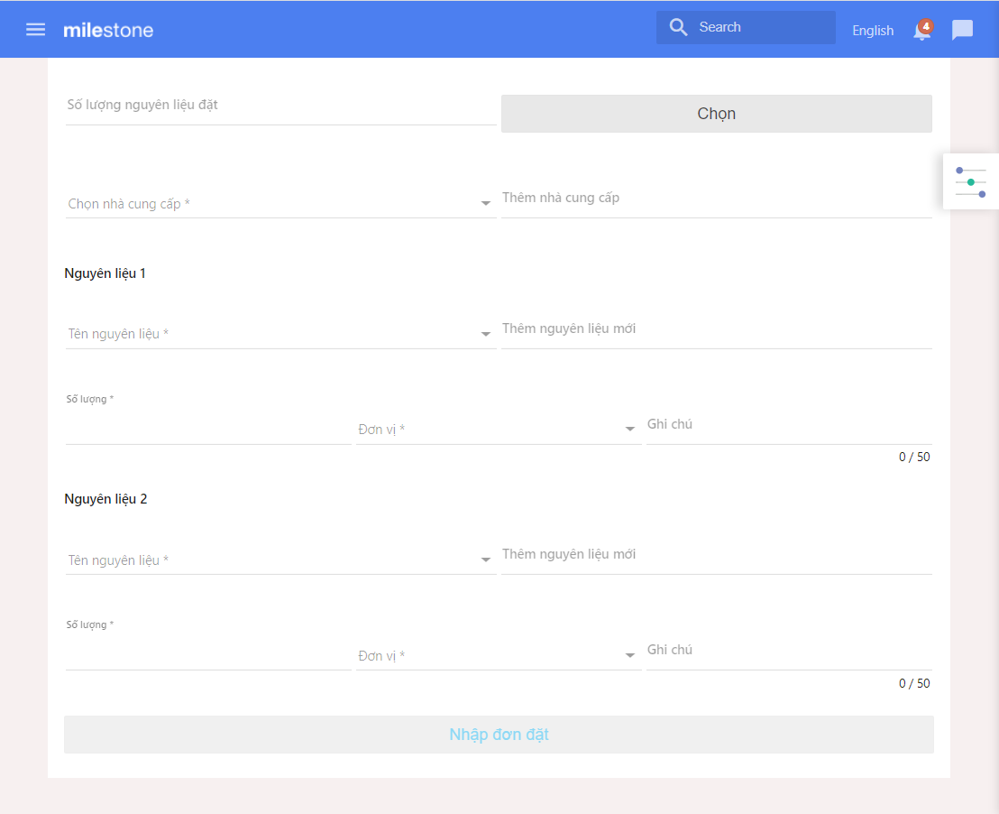 milestone
Search
English
4
Số lượng nguyên liệu đặt
Chọn
Chọn nhà cung cấp *
Thêm nhà cung cấp
Nguyên liệu 1
Tên nguyên liệu *
Thêm nguyên liệu mới
Số lượng *
Đơn vị *
Ghi chú
0 / 50
Nguyên liệu 2
Tên nguyên liệu *
Thêm nguyên liệu mới
Số lượng *
Đơn vị *
Ghi chú
0 / 50
Nhập đơn đặt